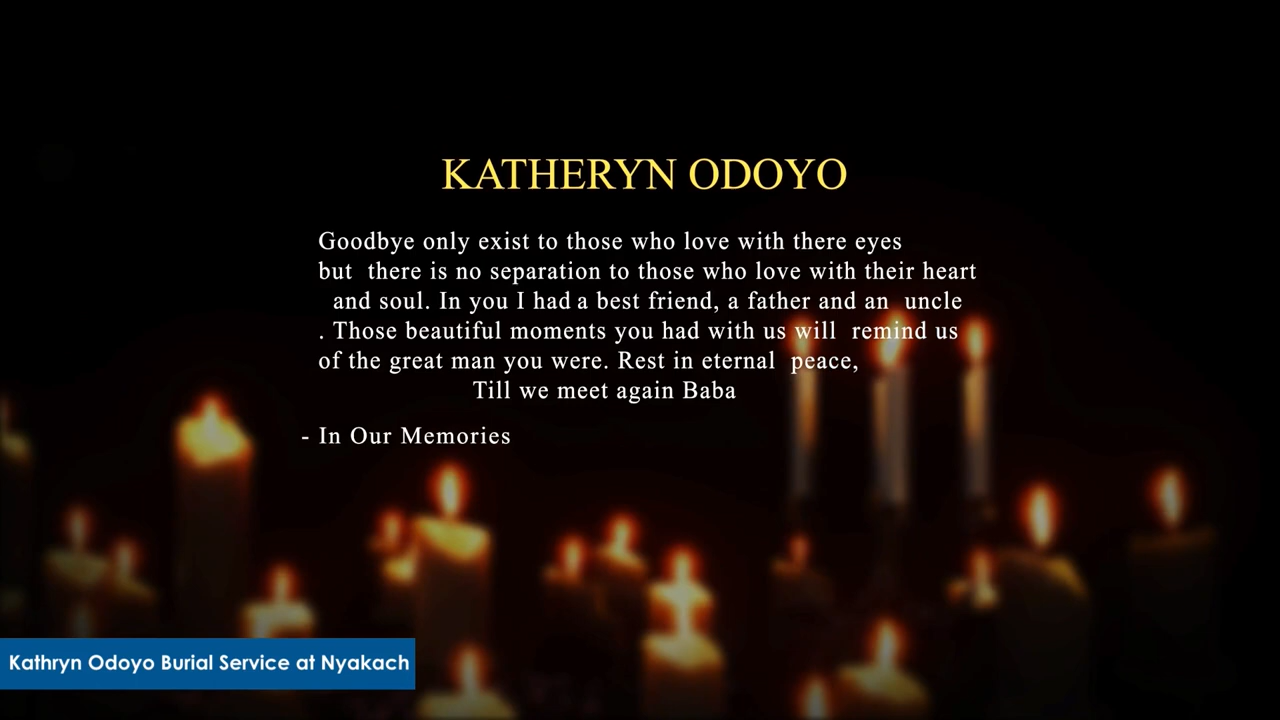 KATHERYN ODOYO
Goodbye only exist to those who love with there eyes
but there is no separation to those who love with their heart
and soul. In you I had a best friend, a father and an uncle
. Those beautiful moments you had with us will remind us
of the great man you were. Rest in eternal peace,
Till we meet again Baba
- In Our Memories
Kathryn Odoyo Burial Service at Nyakach